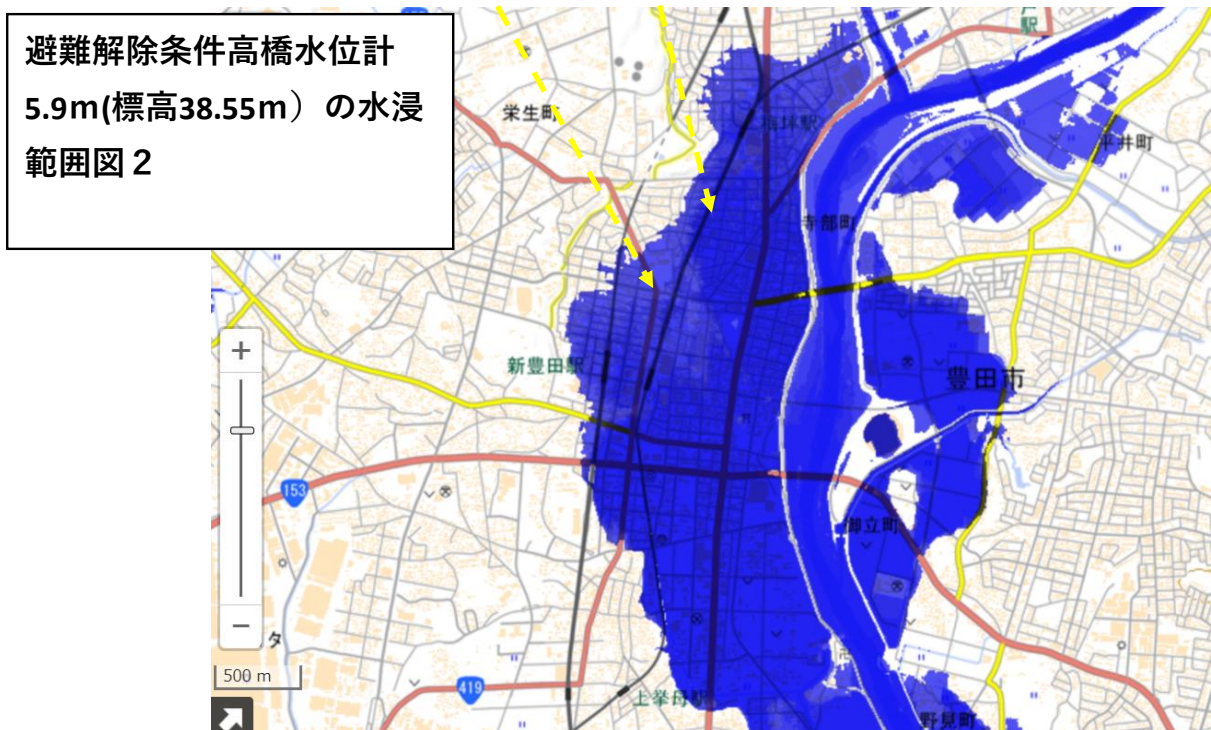 避難解除条件高橋水位計
5.9m(標高38.55m）の水浸
範囲図２
戸
駅
栄生町
梅坪駅
平井町
寺部町
新豊田駅
豊田市
+
153
御立町
−
タ
500 m
419
上挙母駅
野見町